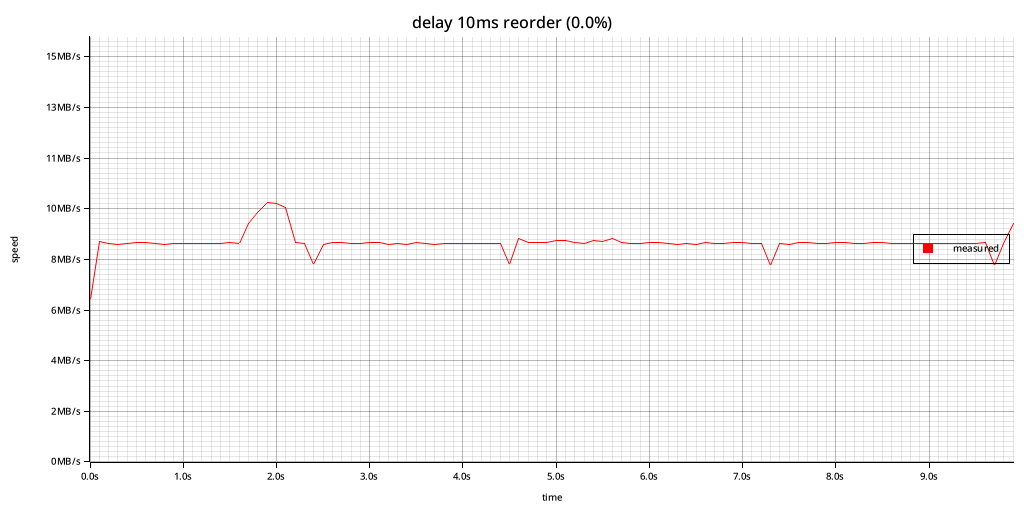 delay 10ms reorder (0.0%)
15MB/s
13MB/s
11MB/s
10MB/s
8MB/s
6MB/s
4MB/s
2MB/s
0MB/s
speed
measured
0.0s 1.0s 2.0s 3.0s 4.0s 5.0s 6.0s 7.0s 8.0s 9.0s
time